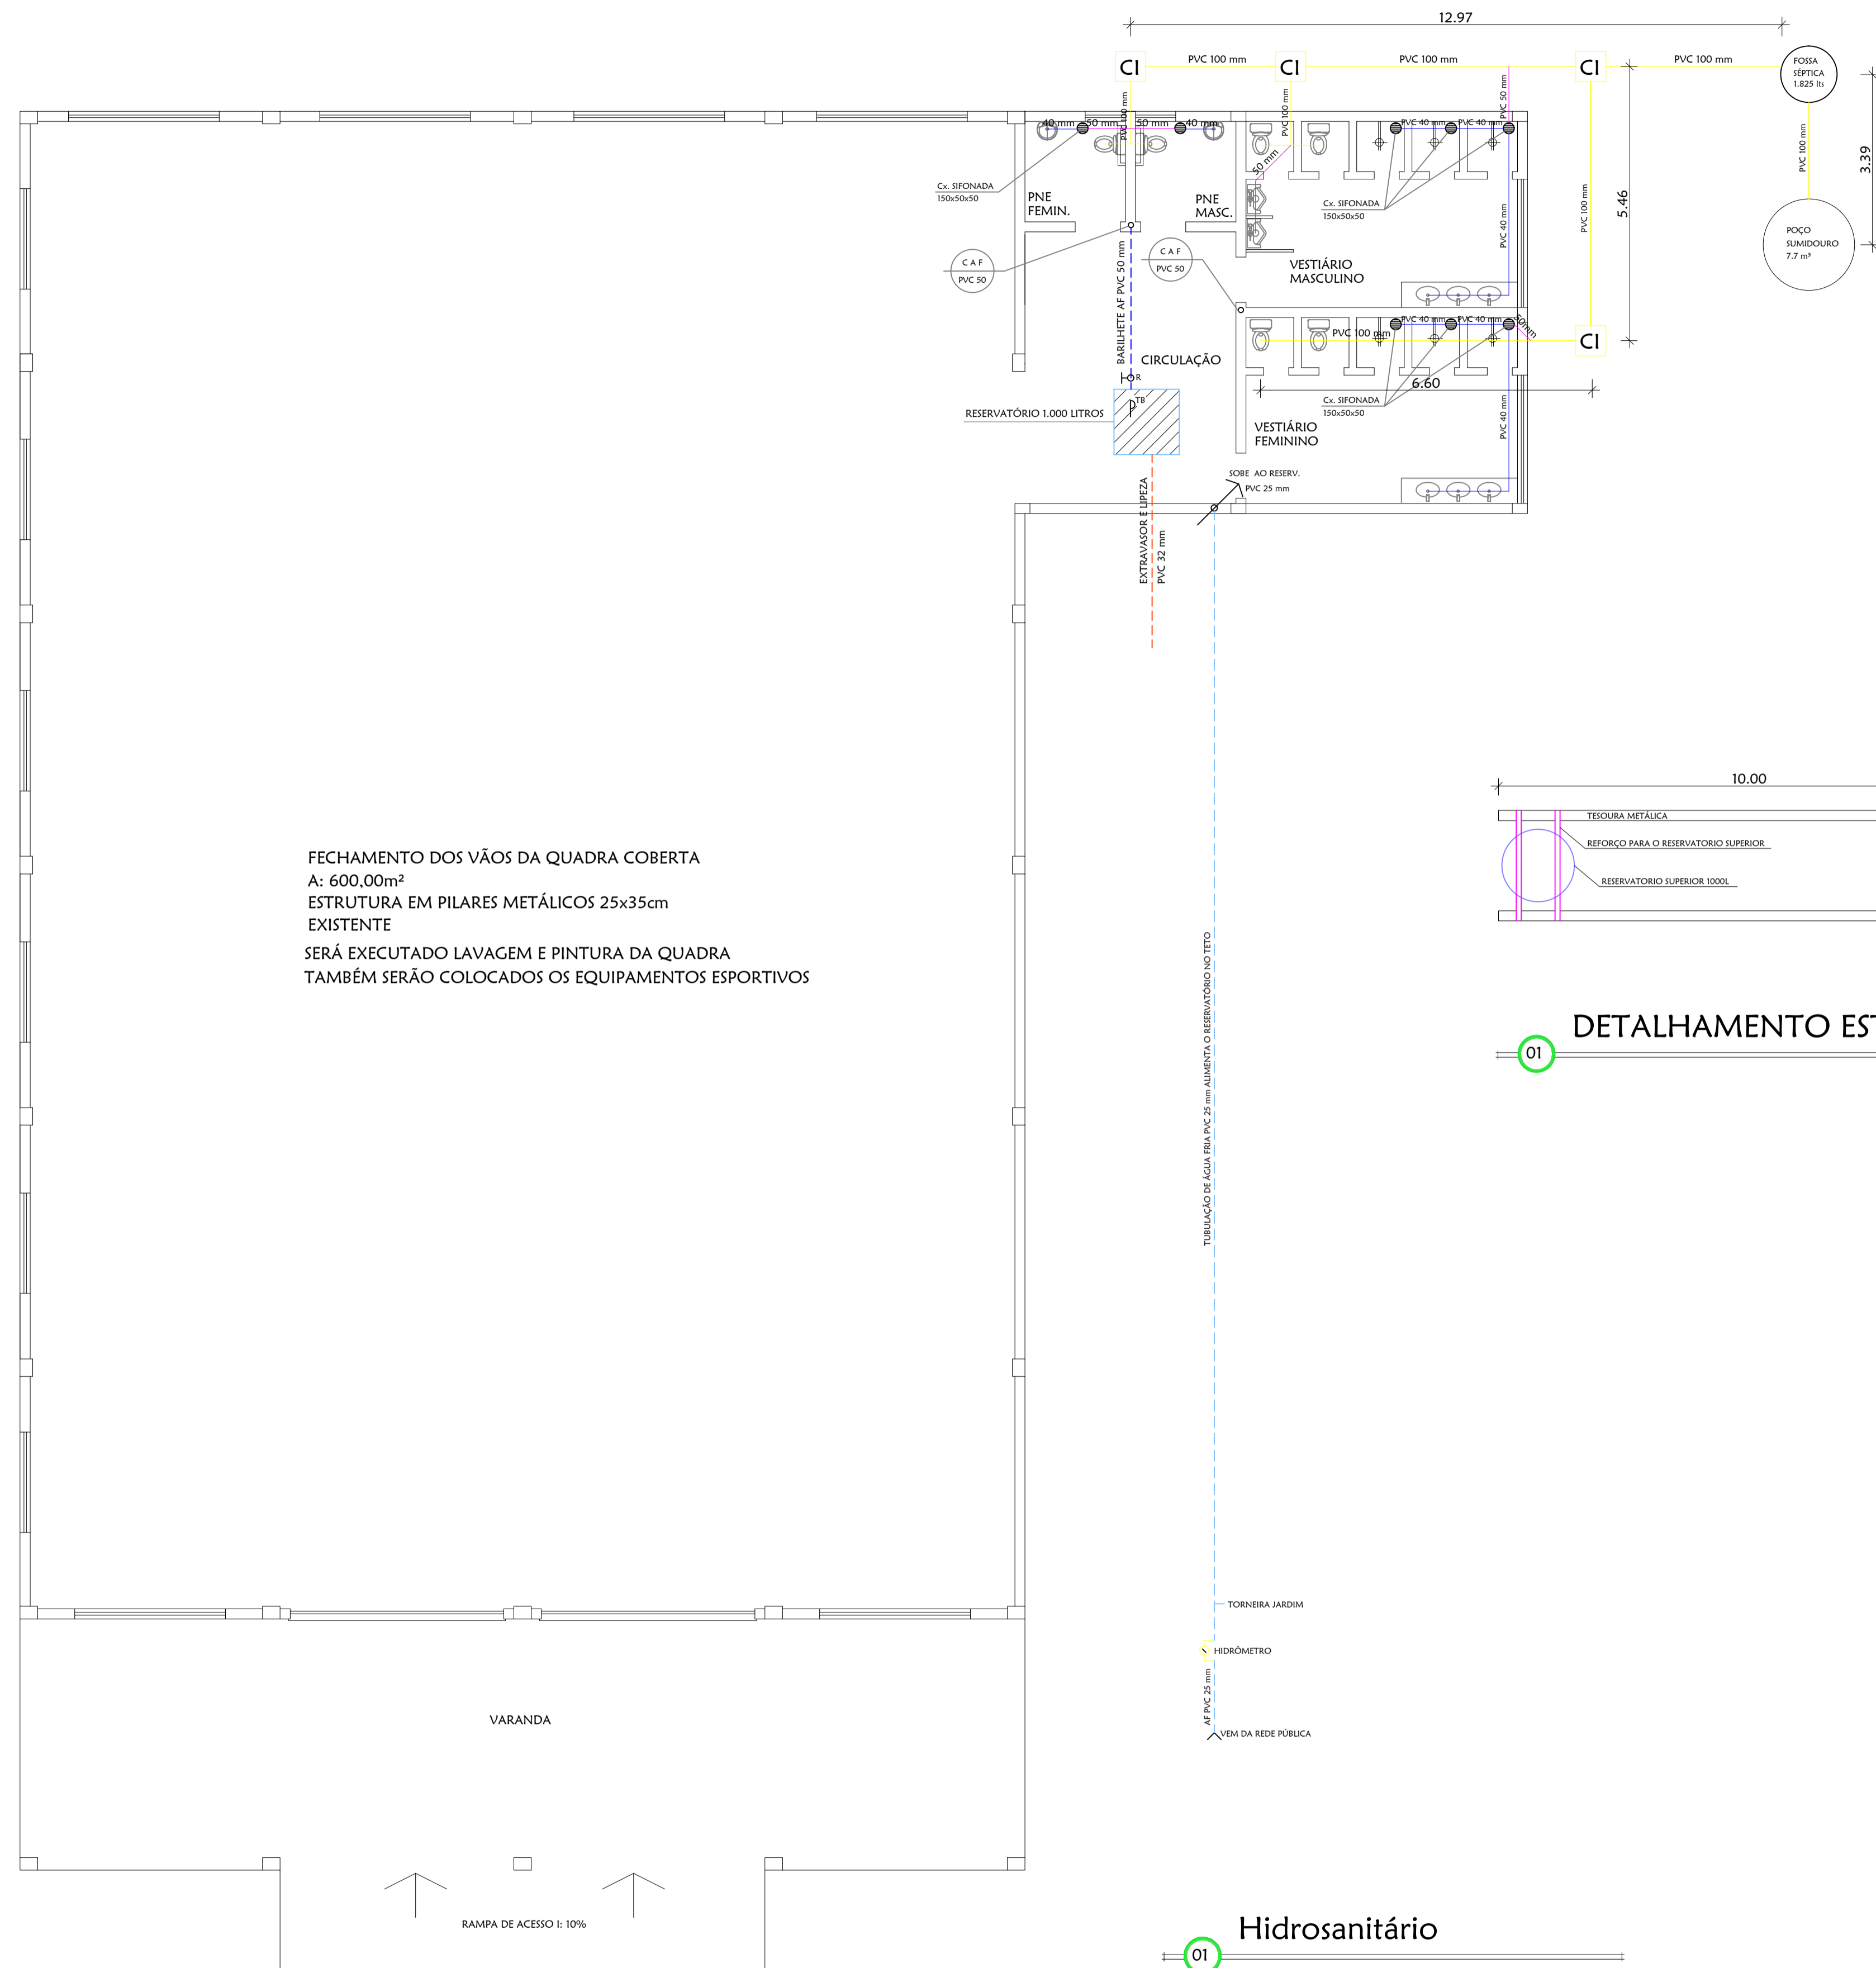 12.97
CI
PVC 100 mm
CI
PVC 100 mm
CI
PVC 100 mm
FOSSA
SÉPTICA
1.825 lts
PVC 100 mm
3.39
POÇO
SUMIDOURO
7.7 m³
PVC 100 mm
PVC 100 mm
PVC 50 mm
PVC 100 mm
5.46
40 mm
50 mm
50 mm
40 mm
PVC 40 mm
PVC 40 mm
50 mm
Cx. SIFONADA
150x50x50
PNE
FEMIN.
PNE
MASC.
Cx. SIFONADA
150x50x50
PVC 40 mm
C A F
PVC 50
C A F
PVC 50
BARILHETE AF PVC 50 mm
VESTIÁRIO
MASCULINO
PVC 40 mm
PVC 40 mm
50mm
PVC 100 mm
CI
CIRCULAÇÃO
R
6.60
TB
RESERVATÓRIO 1.000 LITROS
Cx. SIFONADA
150x50x50
PVC 40 mm
VESTIÁRIO
FEMININO
SOBE AO RESERV.
PVC 25 mm
EXTRAVASOR E LIPEZA
PVC 32 mm
10.00
TESOURA METÁLICA
REFORÇO PARA O RESERVATORIO SUPERIOR
RESERVATORIO SUPERIOR 1000L
FECHAMENTO DOS VÃOS DA QUADRA COBERTA
A: 600,00m²
ESTRUTURA EM PILARES METÁLICOS 25x35cm
EXISTENTE
SERÁ EXECUTADO LAVAGEM E PINTURA DA QUADRA
TAMBÉM SERÃO COLOCADOS OS EQUIPAMENTOS ESPORTIVOS
TUBULAÇÃO DE ÁGUA FRIA PVC 25 mm ALIMENTA O RESERVATÓRIO NO TETO
DETALHAMENTO EST
01
TORNEIRA JARDIM
HIDRÔMETRO
AF PVC 25 mm
VEM DA REDE PÚBLICA
VARANDA
RAMPA DE ACESSO I: 10%
Hidrosanitário
01